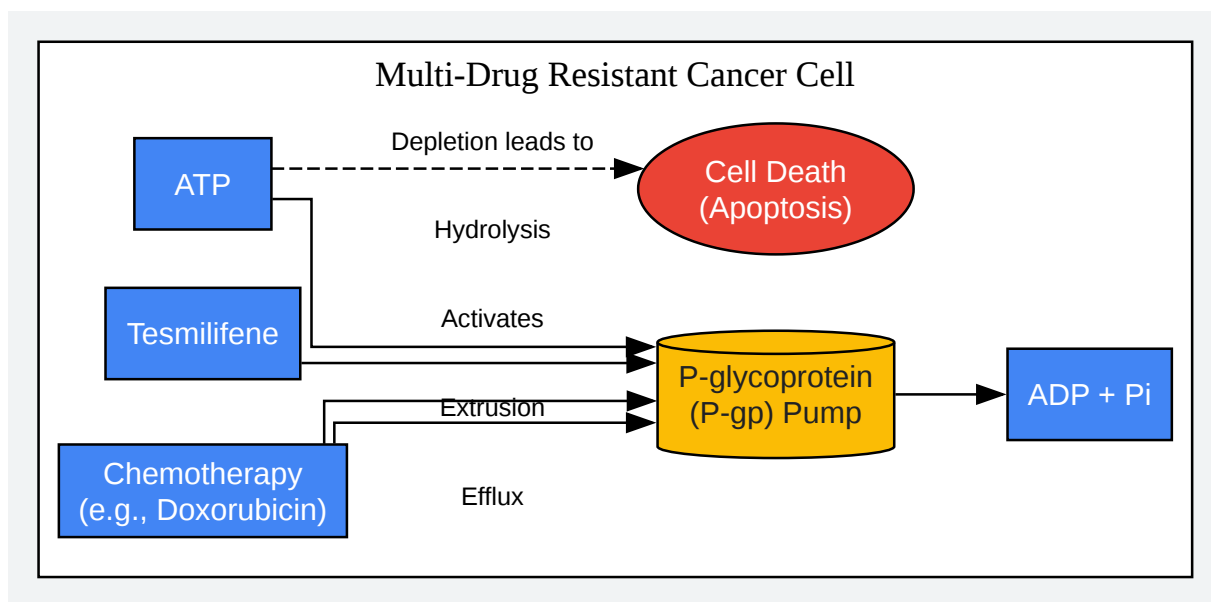 Multi-Drug Resistant Cancer Cell
ATP
Depletion leads to
Cell Death
(Apoptosis)
Hydrolysis
Tesmilifene
Activates
P-glycoprotein
(P-gp) Pump
ADP + Pi
Extrusion
Chemotherapy
(e.g., Doxorubicin)
Efflux